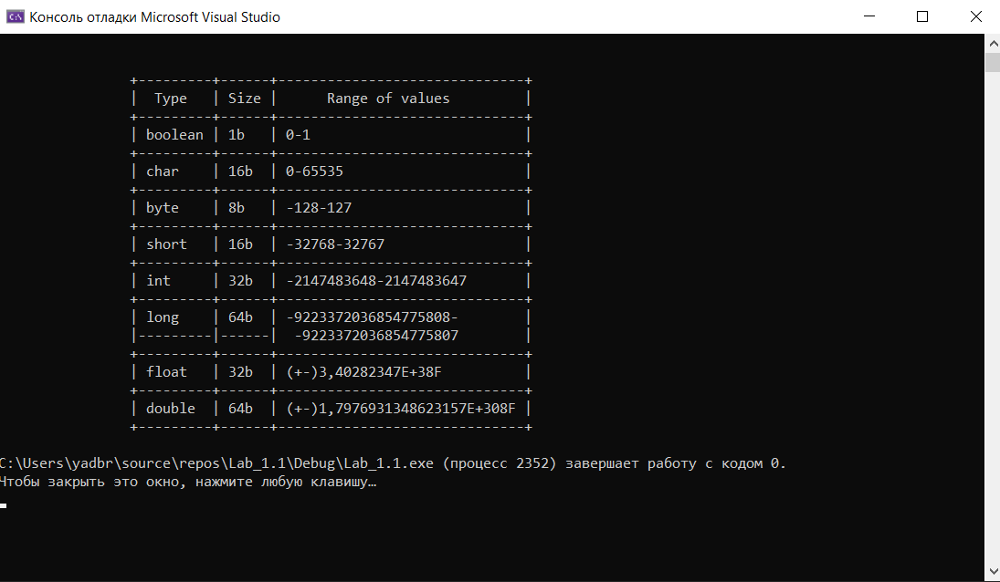 Консоль отладки Microsoft Visual Studio
+---------+------+------------------------------+
|  Type   | Size |      Range of values         |
+---------+------+------------------------------+
| boolean | 1b   | 0-1                          |
+---------+------+------------------------------+
| char    | 16b  | 0-65535                      |
+---------+------+------------------------------+
| byte    | 8b   | -128-127                     |
+---------+------+------------------------------+
| short   | 16b  | -32768-32767                 |
+---------+------+------------------------------+
| int     | 32b  | -2147483648-2147483647       |
+---------+------+------------------------------+
| long    | 64b  | -9223372036854775808-        |
|---------|------|  -9223372036854775807        |
+---------+------+------------------------------+
| float   | 32b  | (+-)3,40282347E+38F          |
+---------+------+------------------------------+
| double  | 64b  | (+-)1,7976931348623157E+308F |
+---------+------+------------------------------+
C:\Users\yadbr\source\repos\Lab_1.1\Debug\Lab_1.1.exe (процесс 2352) завершает работу с кодом 0.
Чтобы закрыть это окно, нажмите любую клавишу…